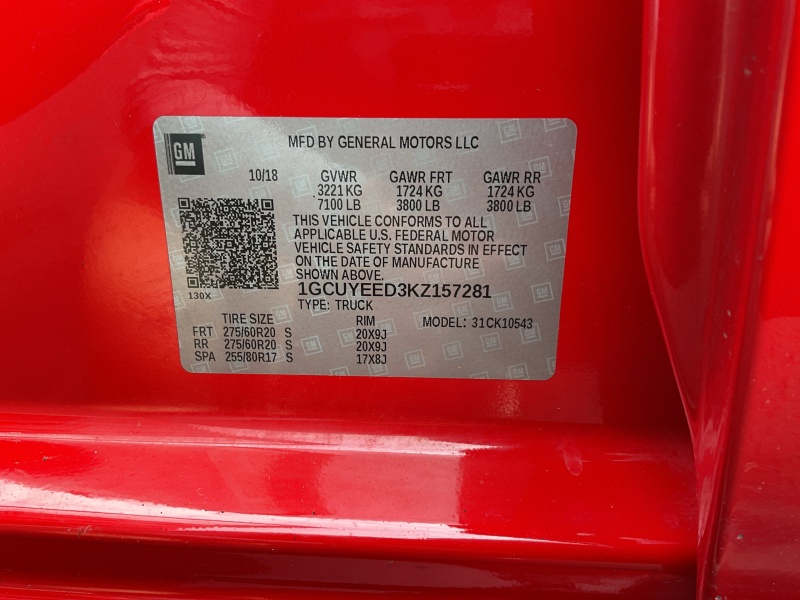 GM
MFD BY GENERAL MOTORS LLC
10/18 GVWR GAWR FRT GAWR RR
3221 KG 1724 KG 1724 KG
7100 LB 3800 LB 3800 LB
THIS VEHICLE CONFORMS TO ALL
APPLICABLE U.S. FEDERAL MOTOR
VEHICLE SAFETY STANDARDS IN EFFECT
ON THE DATE OF MANUFACTURE
SHOWN ABOVE.
130X 1GCUYEED3KZ157281
TYPE: TRUCK
TIRE SIZE RIM MODEL: 31CK10543
FRT 275/60R20 S 20X9J
RR 275/60R20 S 20X9J
SPA 255/80R17 S 17X8J